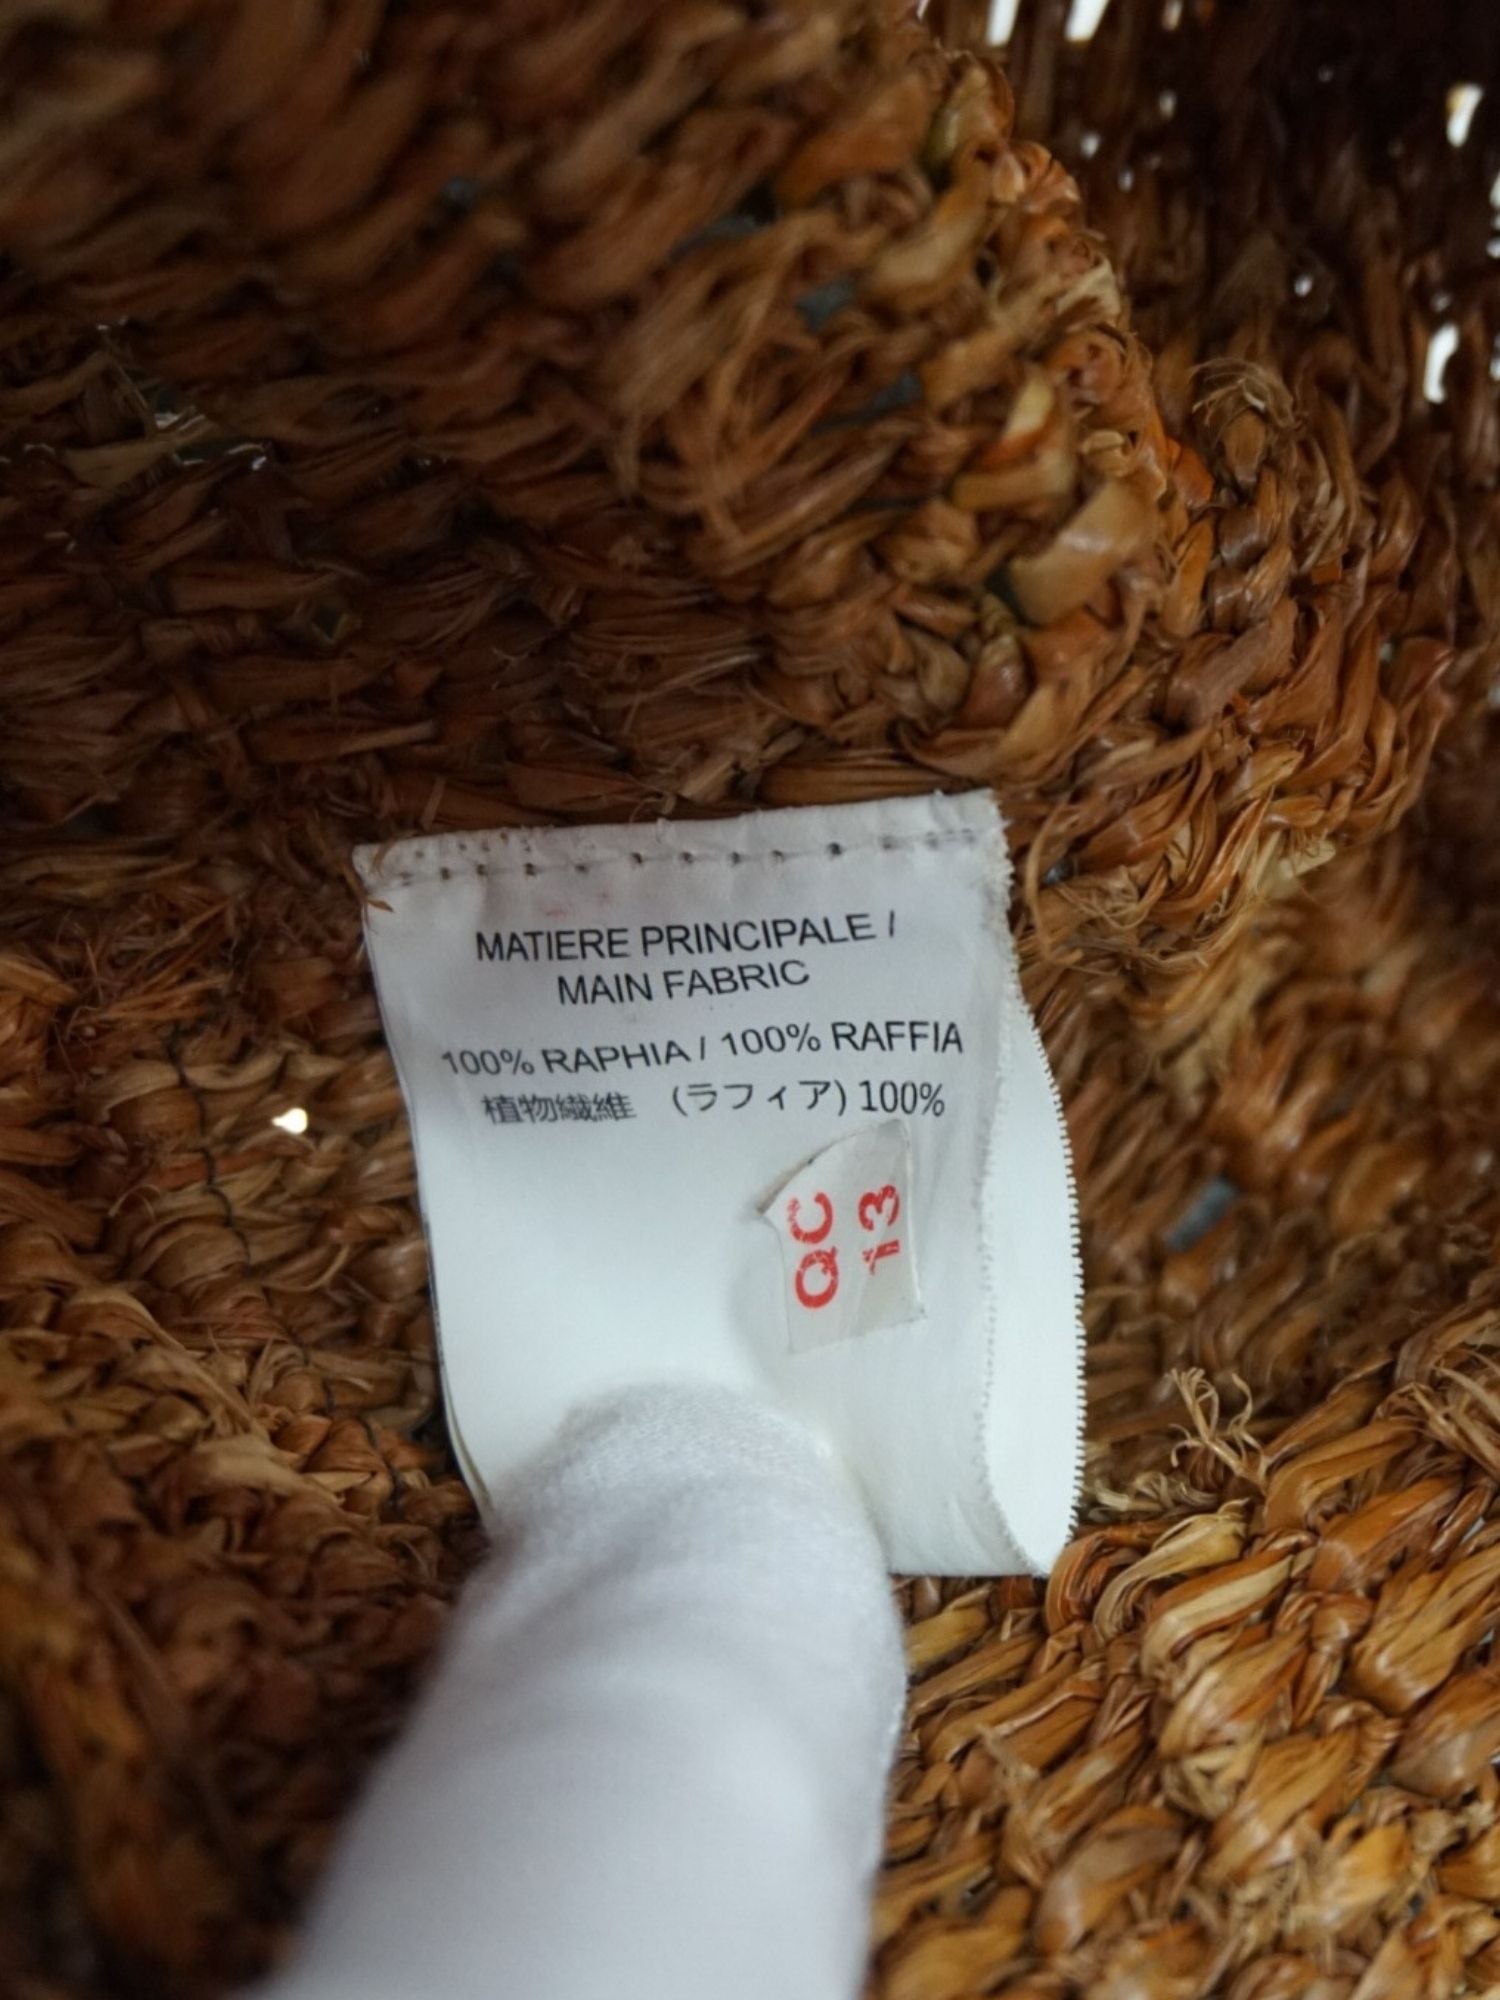 MATIERE PRINCIPALE /
MAIN FABRIC
100% RAPHIA / 100% RAFFIA
植物繊維 (ラフィア) 100%
QC
13